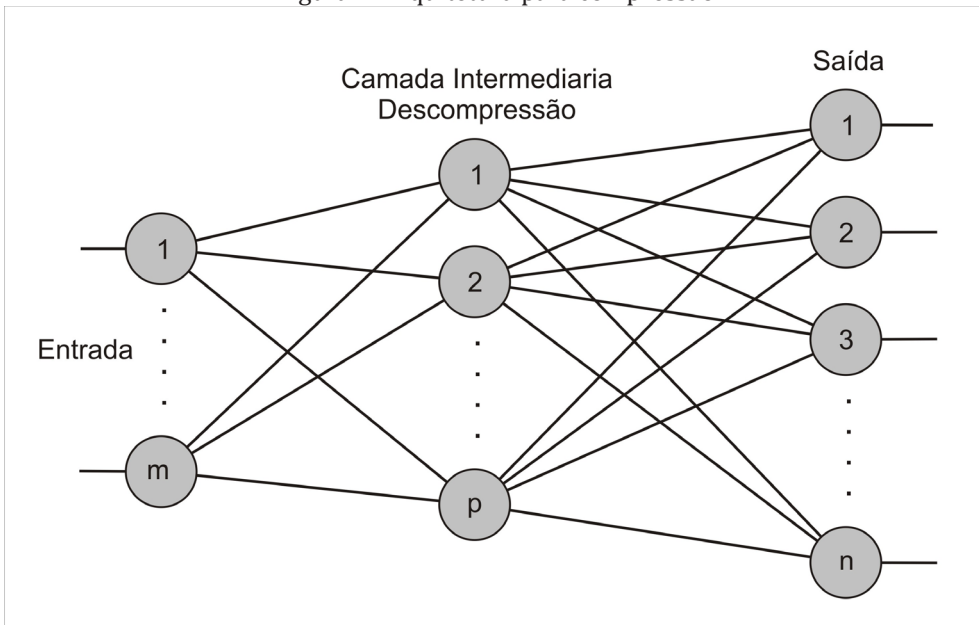 Saída
Camada Intermediaria
Descompressão
1
1
2
1
2
3
Entrada
m
p
n